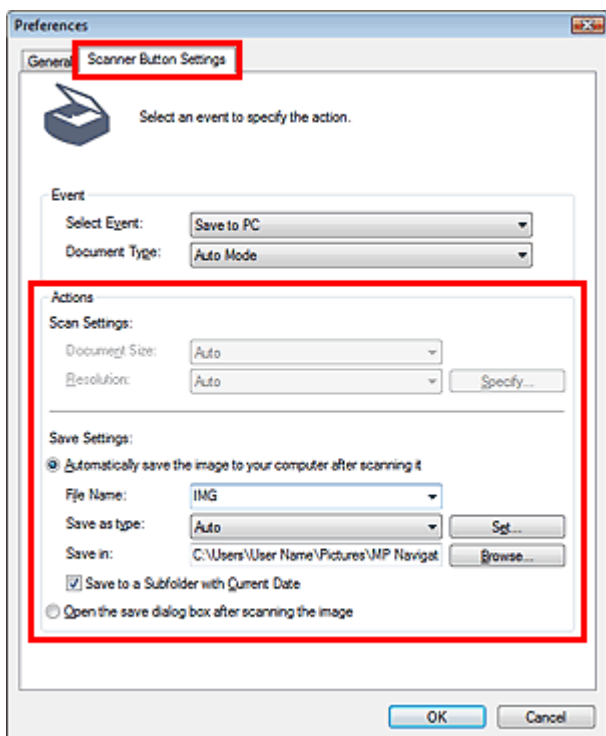 Preferences
General Scanner Button Settings
Select an event to specify the action.
Event
Select Event: Save to PC
Document Type: Auto Mode
Actions
Scan Settings:
Document Size: Auto
Resolution: Auto Specify...
Save Settings:
Automatically save the image to your computer after scanning it
File Name: IMG
Save as type: Auto Set...
Save in: C:\Users\User Name\Pictures\MP Navigat Browse...
Save to a Subfolder with Current Date
Open the save dialog box after scanning the image
OK Cancel